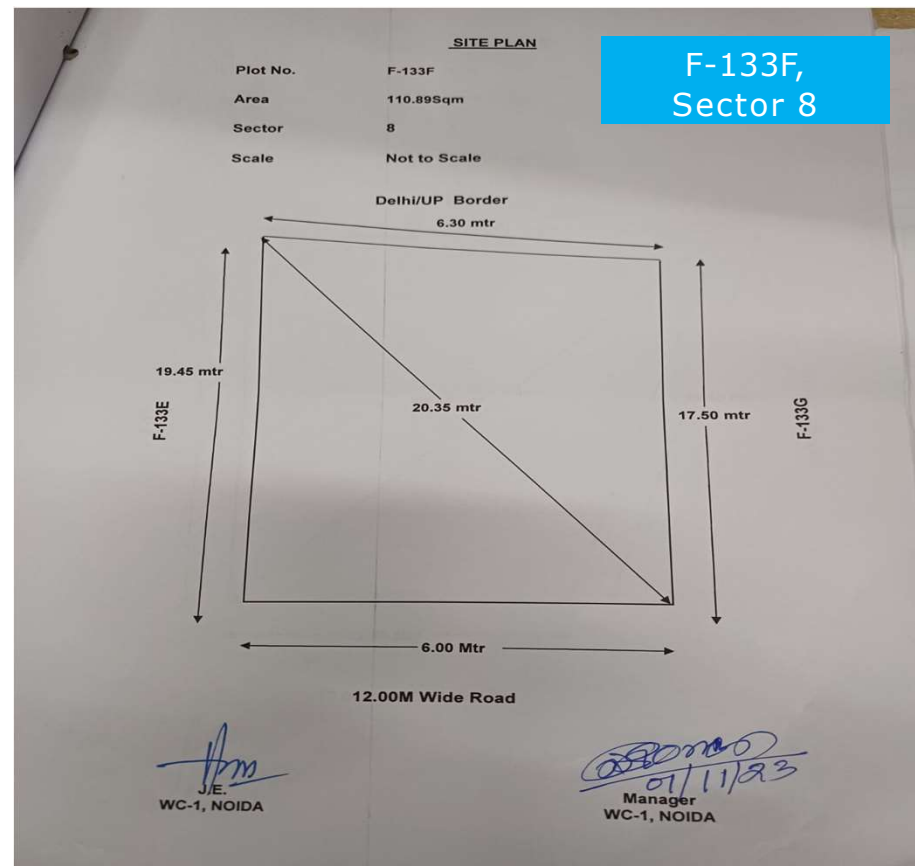 SITE PLAN
F-133F,
Sector 8
Plot No. F-133F
Area 110.89Sqm
Sector 8
Scale Not to Scale
Delhi/UP Border
6.30 mtr
19.45 mtr
20.35 mtr
17.50 mtr
F-133E
F-133G
6.00 Mtr
12.00M Wide Road
01/11/23
J.E.
WC-1, NOIDA
Manager
WC-1, NOIDA